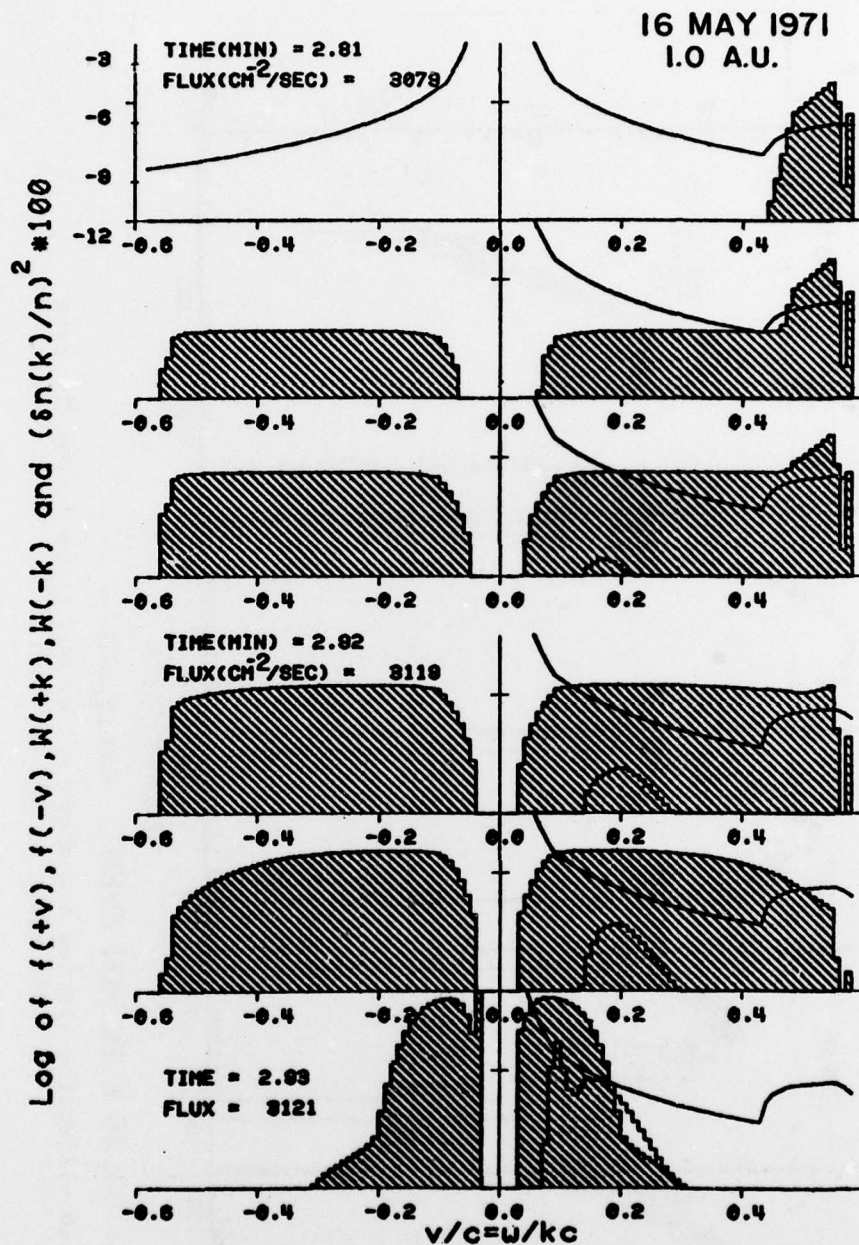 16 MAY 1971
1.0 A.U.
TIME(MIN) = 2.81
FLUX(CM⁻²/SEC) = 3079
-3
-6
-9
-12
-0.6 -0.4 -0.2 0.0 0.2 0.4
-0.6 -0.4 -0.2 0.0 0.2 0.4
-0.6 -0.4 -0.2 0.0 0.2 0.4
TIME(MIN) = 2.92
FLUX(CM⁻²/SEC) = 3119
-0.6 -0.4 -0.2 0.0 0.2 0.4
-0.6 -0.4 -0.2 0.0 0.2 0.4
TIME = 2.93
FLUX = 3121
-0.6 -0.4 -0.2 0.0 0.2 0.4
v/c=W/kc
Log of f(+v),f(-v),W(+k),W(-k) and (δn(k)/n)² *100